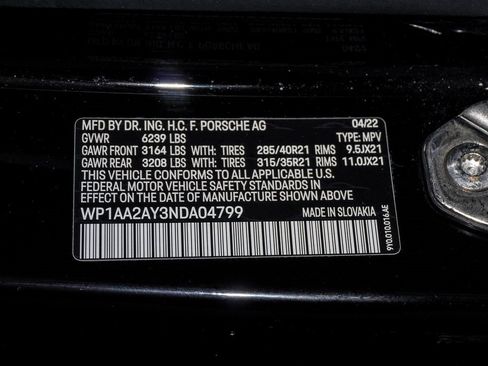 MFD BY DR. ING. H.C. F. PORSCHE AG 04/22
GVWR 6239 LBS TYPE: MPV
GAWR FRONT 3164 LBS WITH: TIRES 285/40R21 RIMS 9.5JX21
GAWR REAR 3208 LBS WITH: TIRES 315/35R21 RIMS 11.0JX21
THIS VEHICLE CONFORMS TO ALL APPLICABLE U.S.
FEDERAL MOTOR VEHICLE SAFETY STANDARDS IN
EFFECT ON THE DATE OF MANUFACTURE SHOWN ABOVE.
WP1AA2AY3NDA04799 MADE IN SLOVAKIA
9Y0.010.016AE